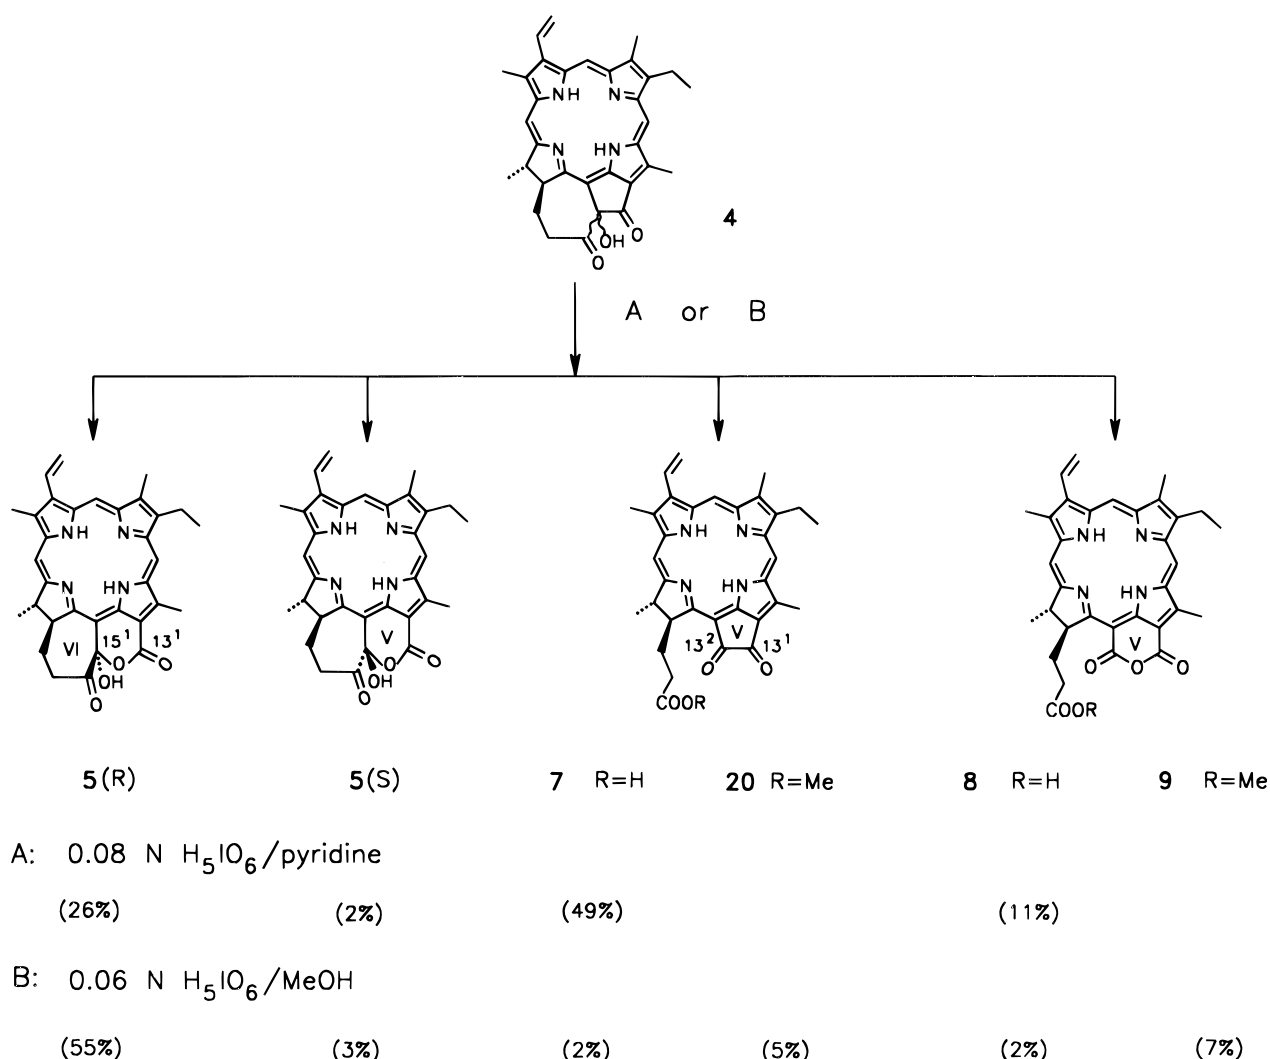 NH N
N HN
4
OH O
O
A or B
NH N NH N NH N NH N
N HN N HN N HN N HN
VI 15¹ 13¹ V 13² V 13¹ V
O O O O O O O O O
OH OH
O O COOR COOR
5(R) 5(S) 7 R=H 20 R=Me 8 R=H 9 R=Me
A: 0.08 N H₅IO₆/pyridine
(26%) (2%) (49%) (11%)
B: 0.06 N H₅IO₆/MeOH
(55%) (3%) (2%) (5%) (2%) (7%)